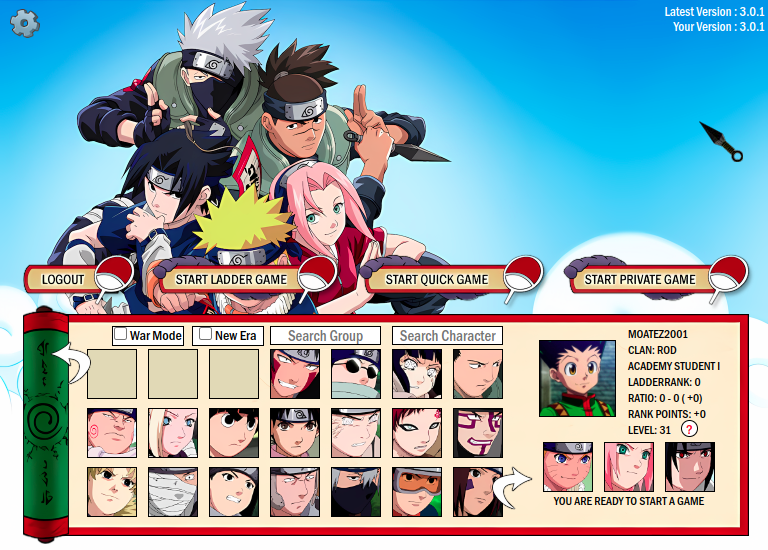 Latest Version : 3.0.1
Your Version : 3.0.1
LOGOUT
START LADDER GAME
START QUICK GAME
START PRIVATE GAME
War Mode
New Era
Search Group
Search Character
MOATEZ2001
CLAN: ROD
ACADEMY STUDENT I
LADDERRANK: 0
RATIO: 0 - 0 ( +0)
RANK POINTS: +0
LEVEL: 31 ?
YOU ARE READY TO START A GAME